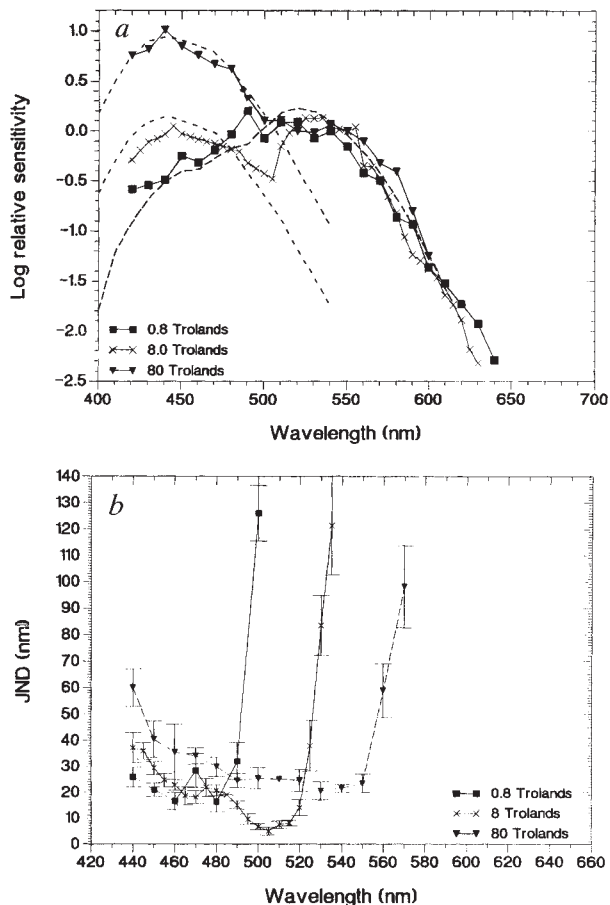 a
Log relative sensitivity
1.0
0.5
0.0
-0.5
-1.0
-1.5
-2.0
-2.5
0.8 Trolands
8.0 Trolands
80 Trolands
400 450 500 550 600 650 700
Wavelength (nm)
b
JND (nm)
140
130
120
110
100
90
80
70
60
50
40
30
20
10
0
0.8 Trolands
8 Trolands
80 Trolands
420 440 460 480 500 520 540 560 580 600 620 640 660
Wavelength (nm)